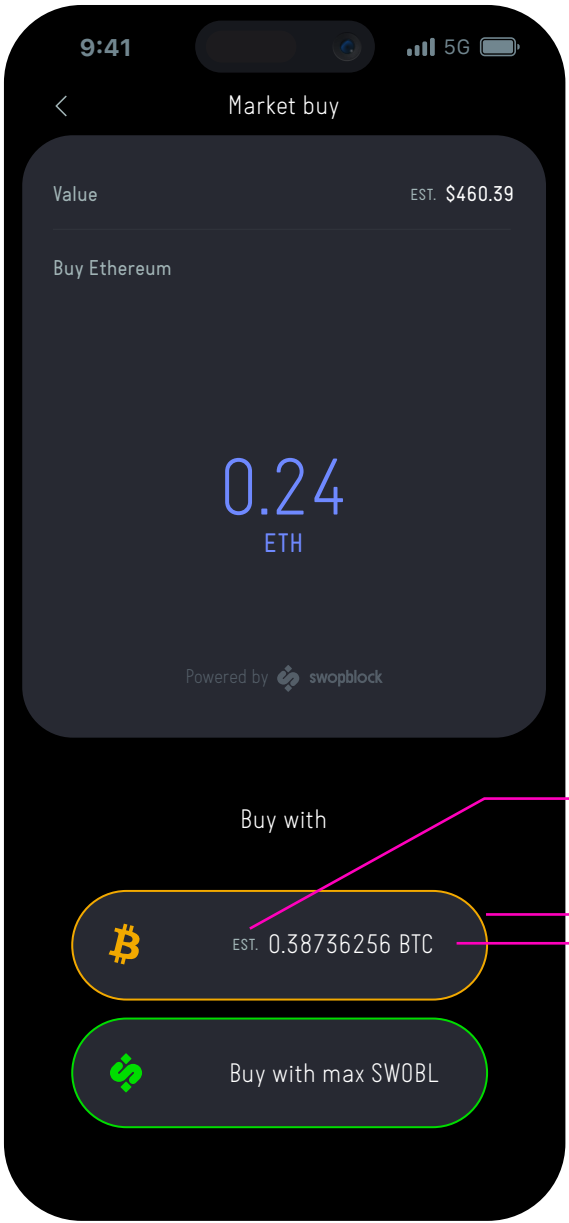 9:41 5G
Market buy
Value EST. $460.39
Buy Ethereum
0.24
ETH
Powered by swopblock
Buy with
EST. 0.38736256 BTC
Buy with max SWOBL